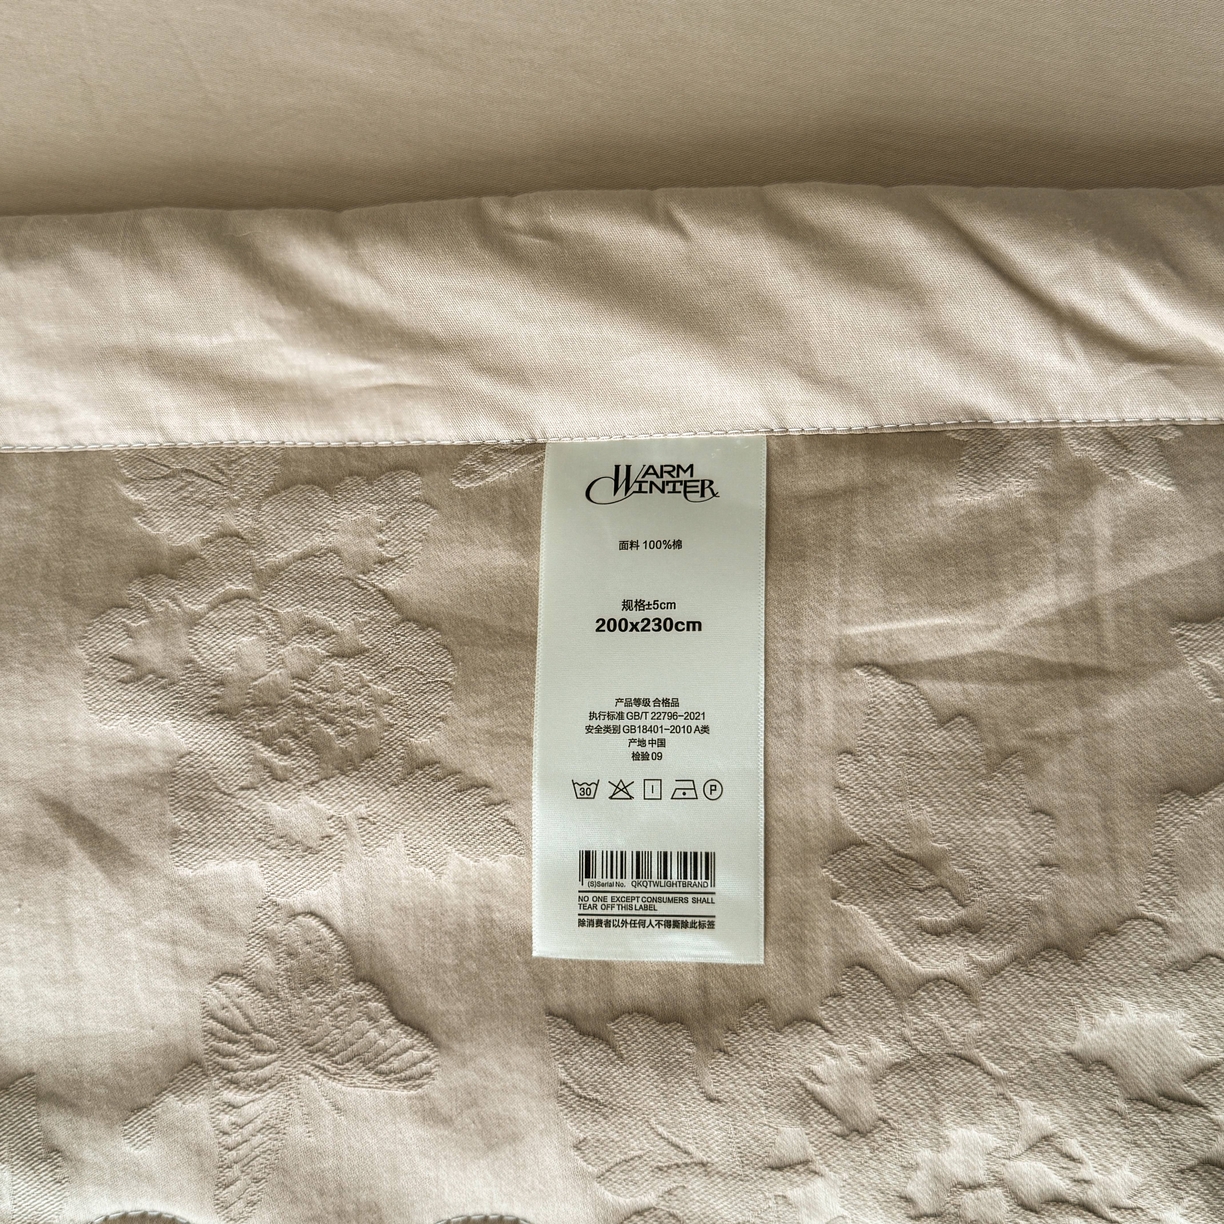 WARM
WINTER
面料 100%棉
规格±5cm
200x230cm
产品等级 合格品
执行标准 GB/T 22796-2021
安全类别 GB18401-2010 A类
产地 中国
检验 09
30
P
(S)Serial No. QKQTWLIGHTBRAND
NO ONE EXCEPT CONSUMERS SHALL
TEAR OFF THIS LABEL
除消费者以外任何人不得撕除此标签